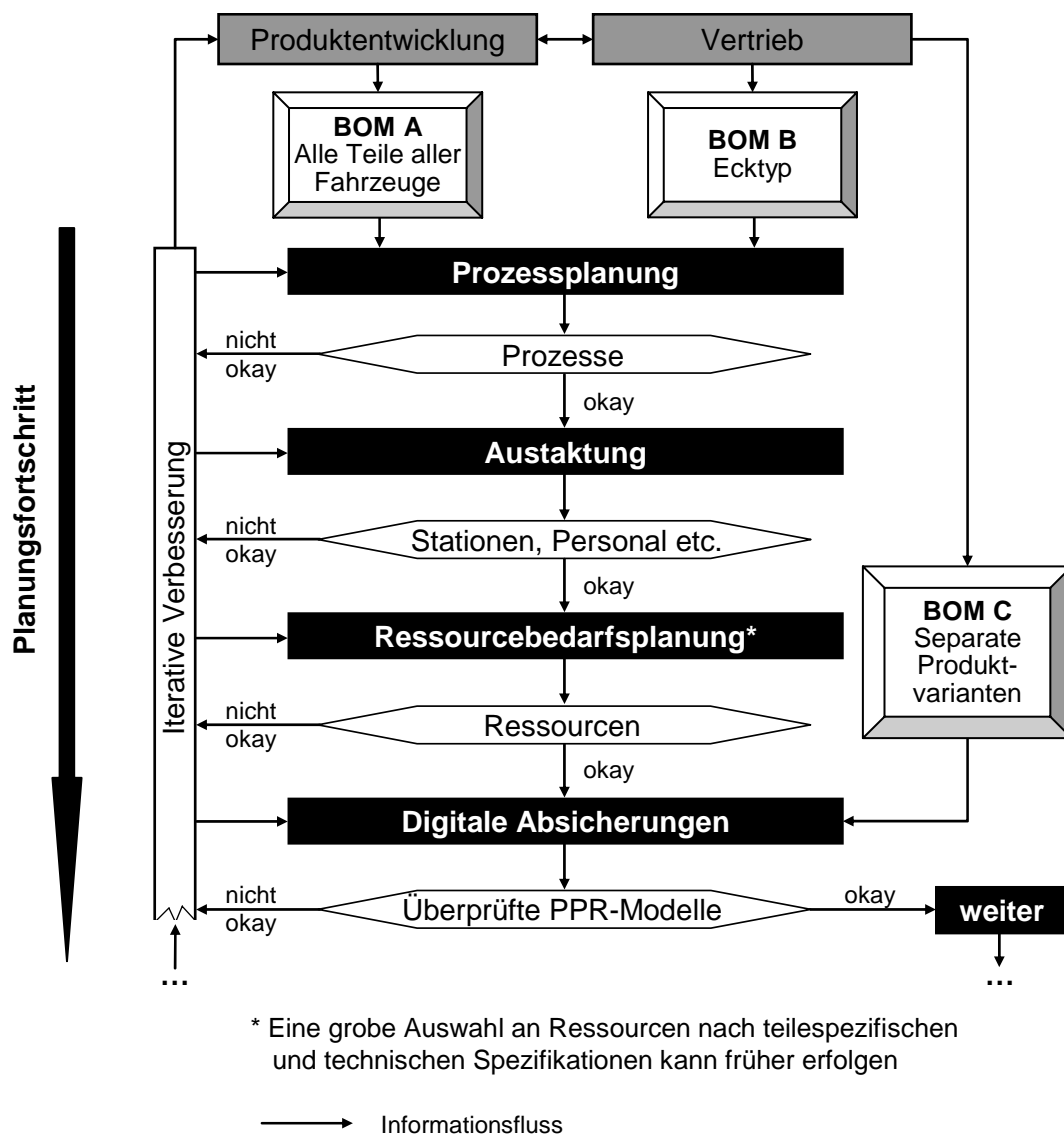 Produktentwicklung
Vertrieb
BOM A
Alle Teile aller
Fahrzeuge
BOM B
Ecktyp
Prozessplanung
nicht
okay
Prozesse
okay
Austaktung
nicht
okay
Stationen, Personal etc.
okay
Ressourcebedarfsplanung*
BOM C
Separate
Produkt-
varianten
nicht
okay
Ressourcen
okay
Digitale Absicherungen
nicht
okay
Überprüfte PPR-Modelle
okay
weiter
...
...
Planungsfortschritt
Iterative Verbesserung
* Eine grobe Auswahl an Ressourcen nach teilespezifischen
und technischen Spezifikationen kann früher erfolgen
Informationsfluss